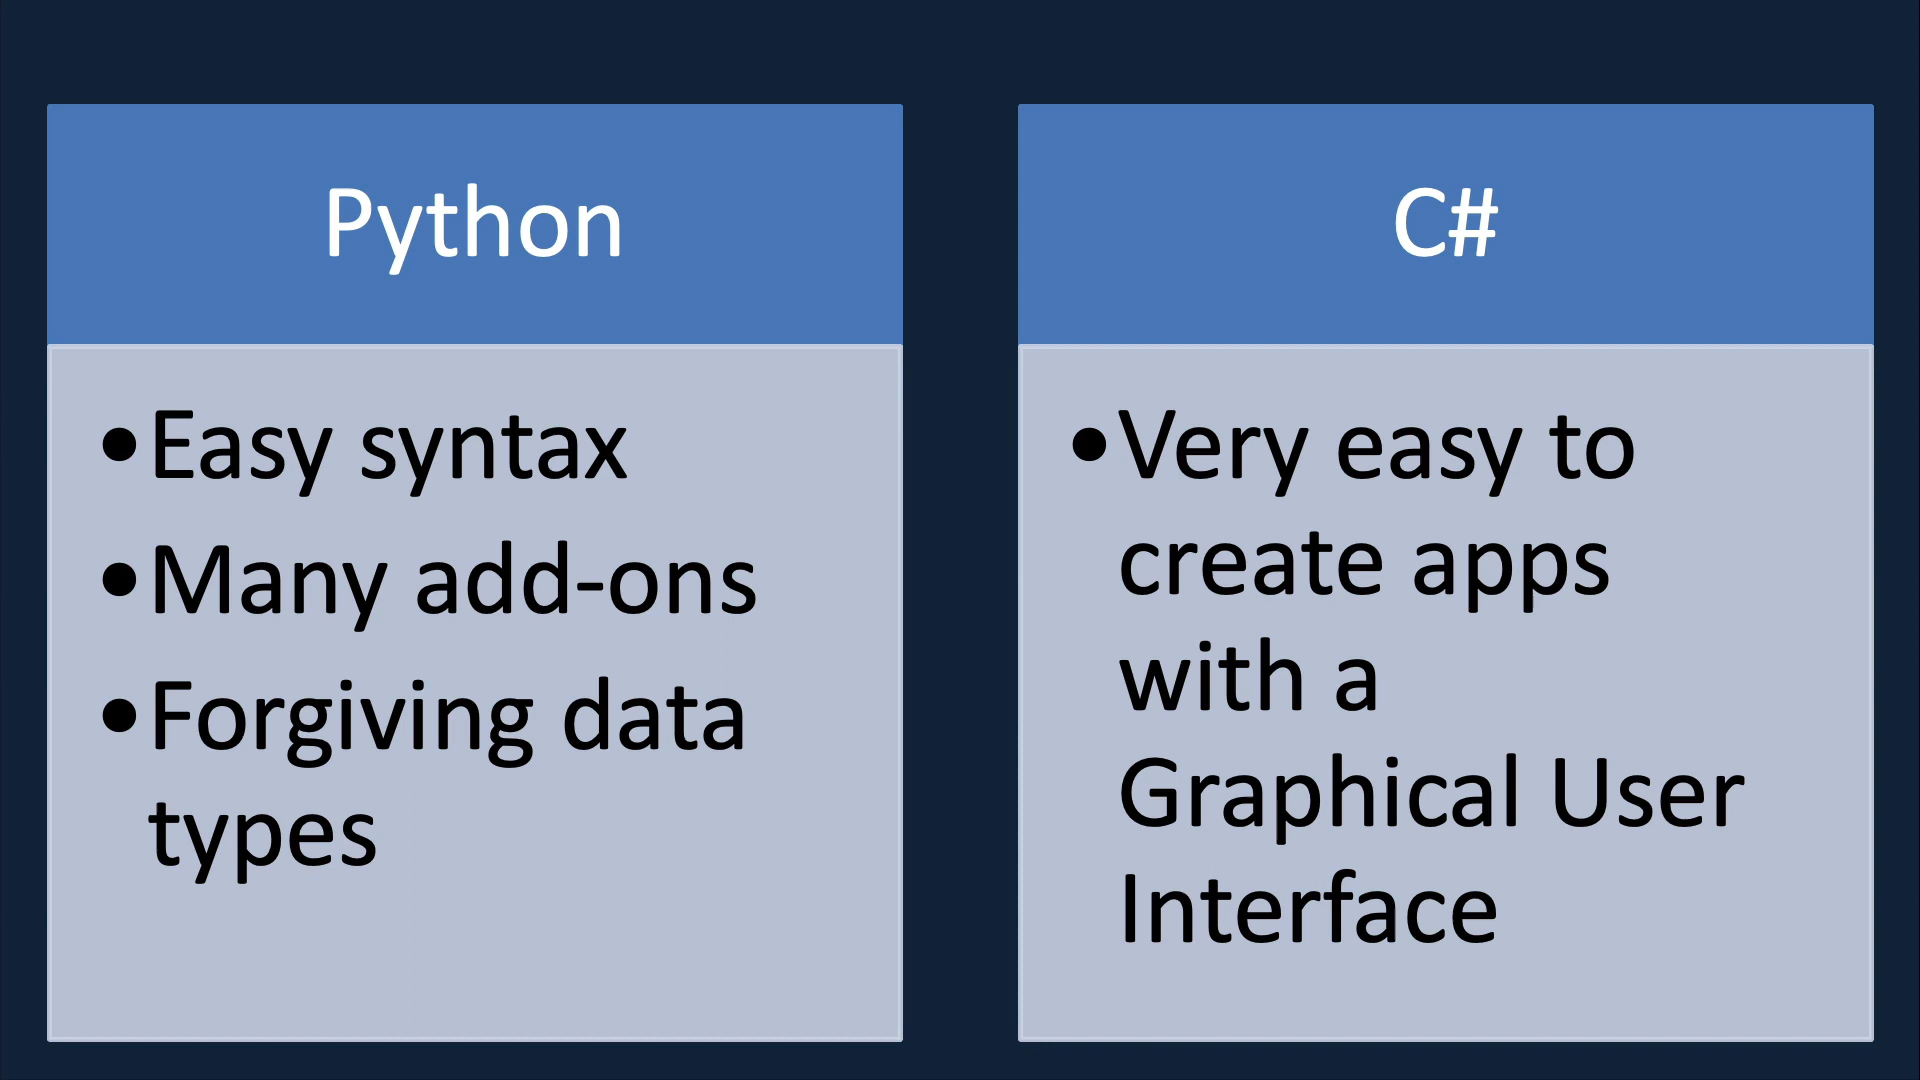 Python
•Easy syntax
•Many add-ons
•Forgiving data
types
C#
•Very easy to
create apps
with a
Graphical User
Interface